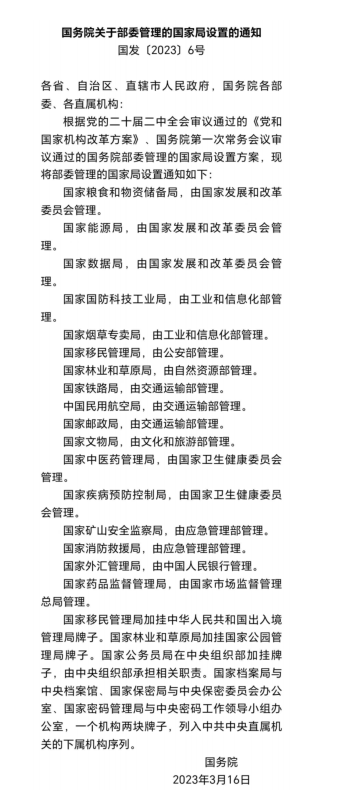 国务院关于部委管理的国家局设置的通知
国发〔2023〕6号
各省、自治区、直辖市人民政府，国务院各部
委、各直属机构：
根据党的二十届二中全会审议通过的《党和
国家机构改革方案》、国务院第一次常务会议审
议通过的国务院部委管理的国家局设置方案，现
将部委管理的国家局设置通知如下：
国家粮食和物资储备局，由国家发展和改革
委员会管理。
国家能源局，由国家发展和改革委员会管
理。
国家数据局，由国家发展和改革委员会管
理。
国家国防科技工业局，由工业和信息化部管
理。
国家烟草专卖局，由工业和信息化部管理。
国家移民管理局，由公安部管理。
国家林业和草原局，由自然资源部管理。
国家铁路局，由交通运输部管理。
中国民用航空局，由交通运输部管理。
国家邮政局，由交通运输部管理。
国家文物局，由文化和旅游部管理。
国家中医药管理局，由国家卫生健康委员会
管理。
国家疾病预防控制局，由国家卫生健康委员
会管理。
国家矿山安全监察局，由应急管理部管理。
国家消防救援局，由应急管理部管理。
国家外汇管理局，由中国人民银行管理。
国家药品监督管理局，由国家市场监督管理
总局管理。
国家移民管理局加挂中华人民共和国出入境
管理局牌子。国家林业和草原局加挂国家公园管
理局牌子。国家公务员局在中央组织部加挂牌
子，由中央组织部承担相关职责。国家档案局与
中央档案馆、国家保密局与中央保密委员会办公
室、国家密码管理局与中央密码工作领导小组办
公室，一个机构两块牌子，列入中共中央直属机
关的下属机构序列。
国务院
2023年3月16日